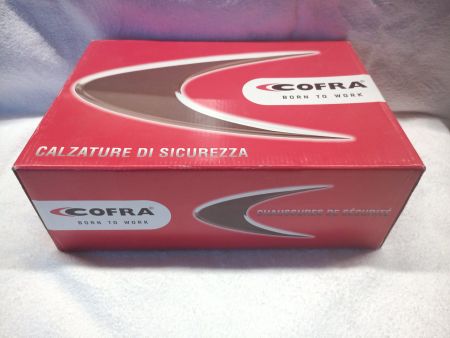 COFRA
BORN TO WORK
CALZATURE DI SICUREZZA
COFRA
BORN TO WORK
CHAUSSURES DE SÉCURITÉ